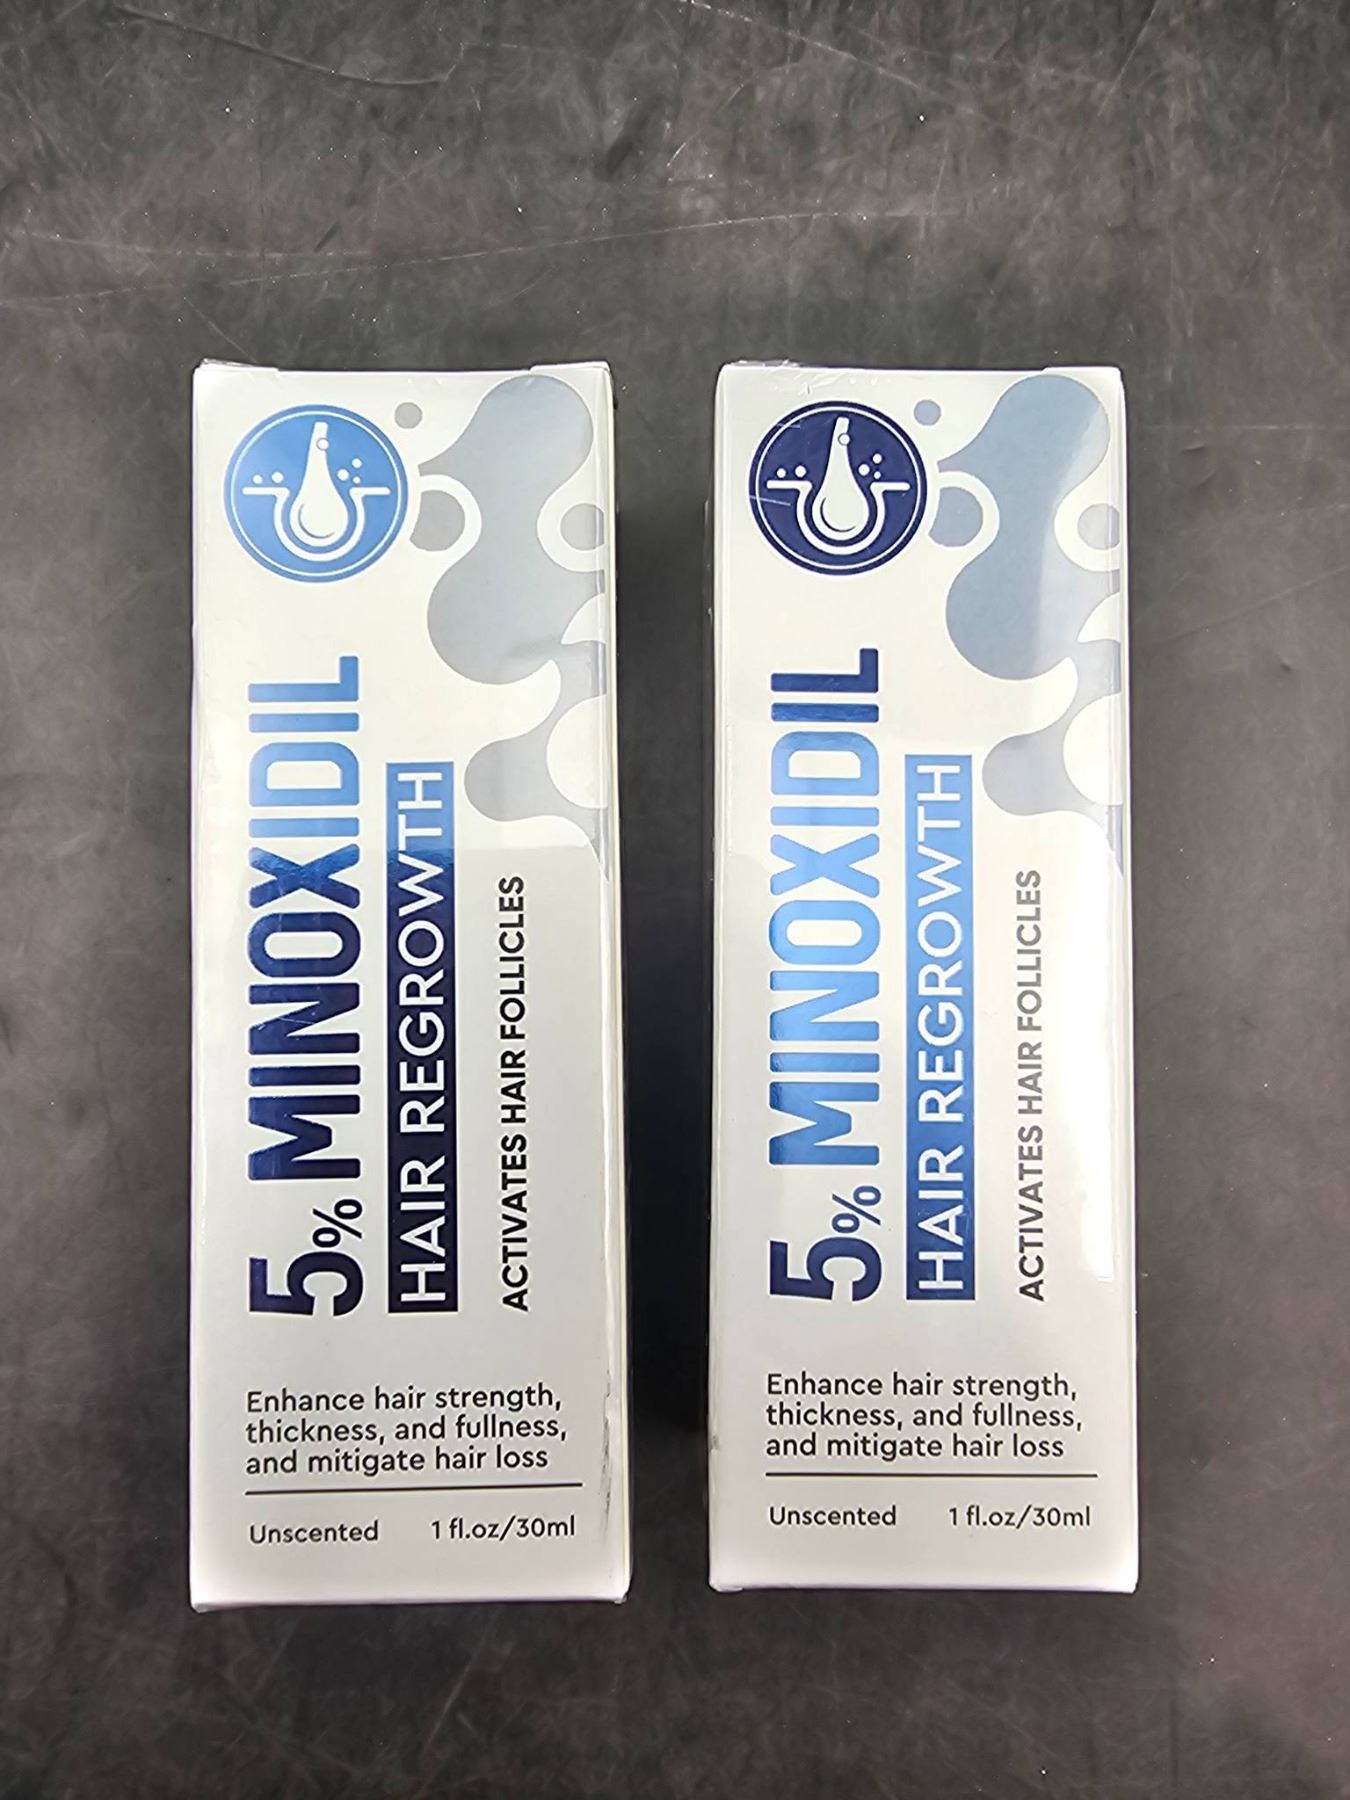 5% MINOXIDIL
HAIR REGROWTH
ACTIVATES HAIR FOLLICLES
Enhance hair strength,
thickness, and fullness,
and mitigate hair loss
Unscented 1 fl.oz/30ml
5% MINOXIDIL
HAIR REGROWTH
ACTIVATES HAIR FOLLICLES
Enhance hair strength,
thickness, and fullness,
and mitigate hair loss
Unscented 1 fl.oz/30ml